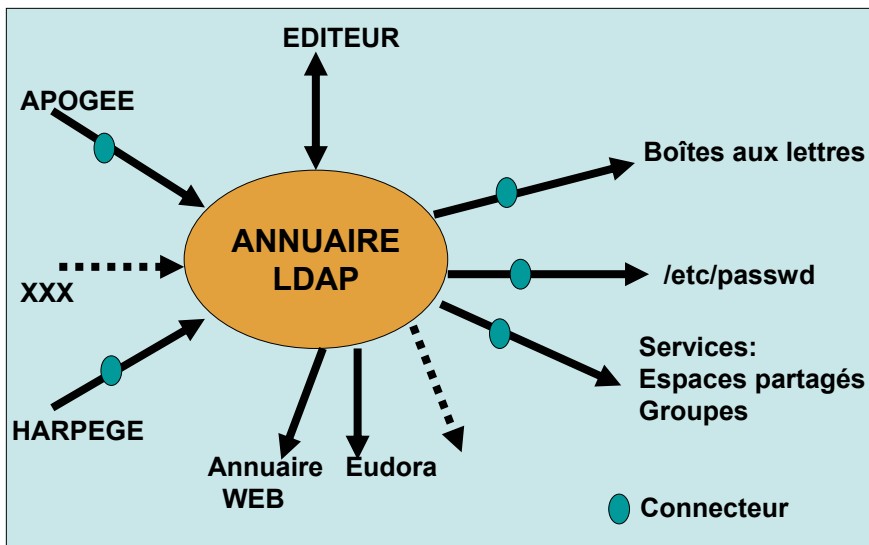 EDITEUR
APOGEE
Boîtes aux lettres
ANNUAIRE
LDAP
/etc/passwd
XXX
Services:
Espaces partagés
Groupes
HARPEGE
Annuaire
WEB
Eudora
Connecteur